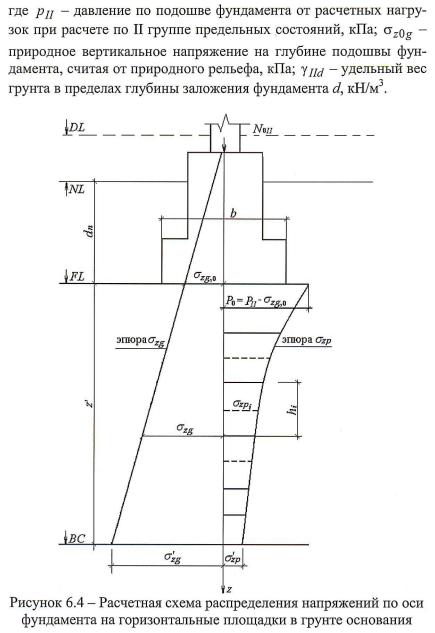 где p_II – давление по подошве фундамента от расчетных нагру-
зок при расчете по II группе предельных состояний, кПа; σ_z0g –
природное вертикальное напряжение на глубине подошвы фун-
дамента, считая от природного рельефа, кПа; γ_IId – удельный вес
грунта в пределах глубины заложения фундамента d, кН/м³.
DL
N0II
NL
dn
b
FL
σzg,0
P0 = PII - σzg,0
эпюра σzg
эпюра σzp
σzpi
hi
z'
σzg
BC
σ'zg
σ'zp
z
Рисунок 6.4 – Расчетная схема распределения напряжений по оси
фундамента на горизонтальные площадки в грунте основания